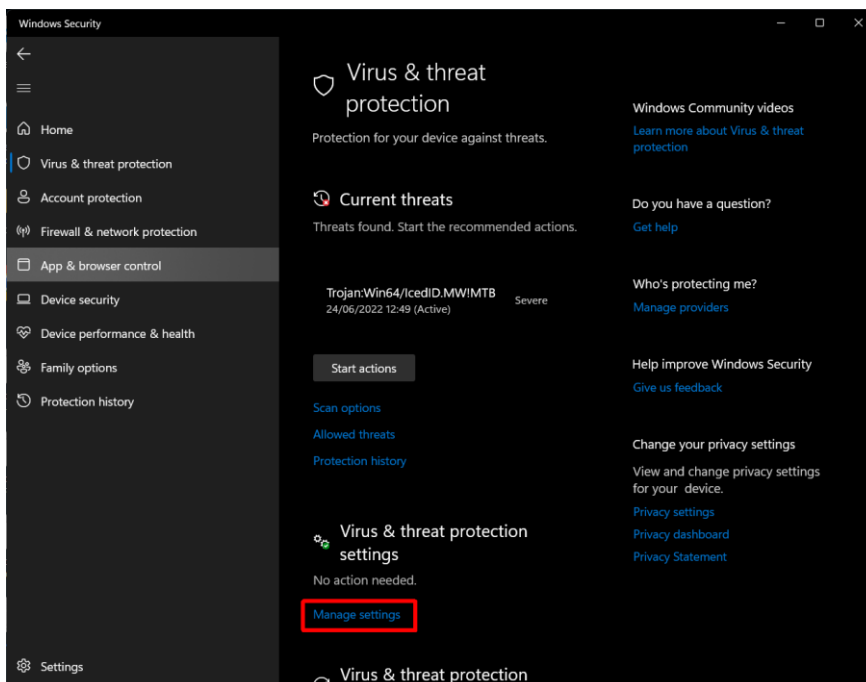 Windows Security
Home
Virus & threat protection
Account protection
Firewall & network protection
App & browser control
Device security
Device performance & health
Family options
Protection history
Settings
Virus & threat
protection
Protection for your device against threats.
Current threats
Threats found. Start the recommended actions.
Trojan:Win64/IcedID.MW!MTB
24/06/2022 12:49 (Active)
Severe
Start actions
Scan options
Allowed threats
Protection history
Virus & threat protection
settings
No action needed.
Manage settings
Virus & threat protection
Windows Community videos
Learn more about Virus & threat
protection
Do you have a question?
Get help
Who's protecting me?
Manage providers
Help improve Windows Security
Give us feedback
Change your privacy settings
View and change privacy settings
for your device.
Privacy settings
Privacy dashboard
Privacy Statement